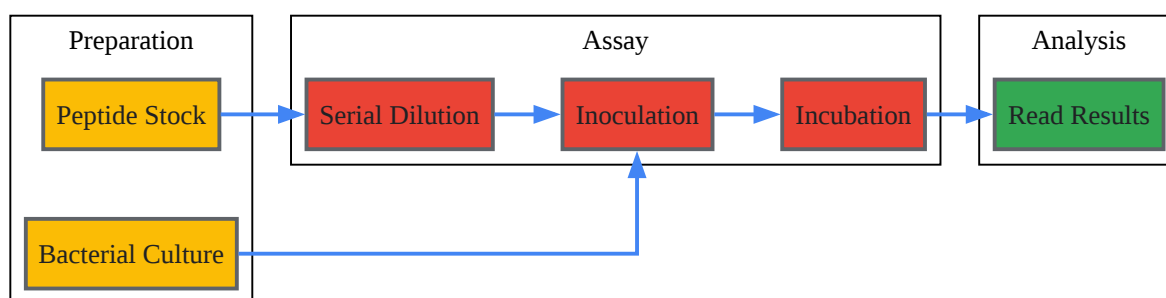 Preparation
Assay
Analysis
Peptide Stock
Serial Dilution
Inoculation
Incubation
Read Results
Bacterial Culture